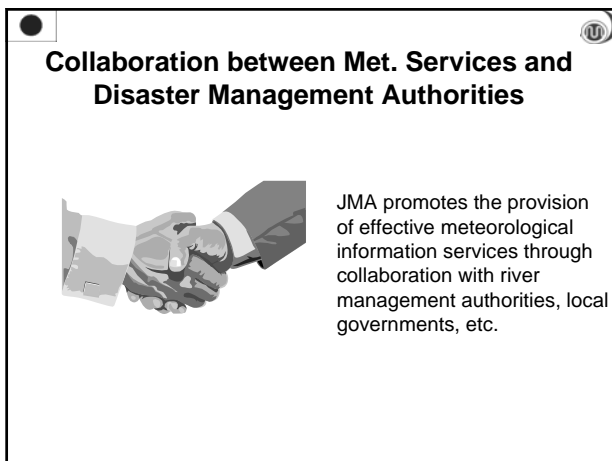 Collaboration between Met. Services and
Disaster Management Authorities
JMA promotes the provision
of effective meteorological
information services through
collaboration with river
management authorities, local
governments, etc.